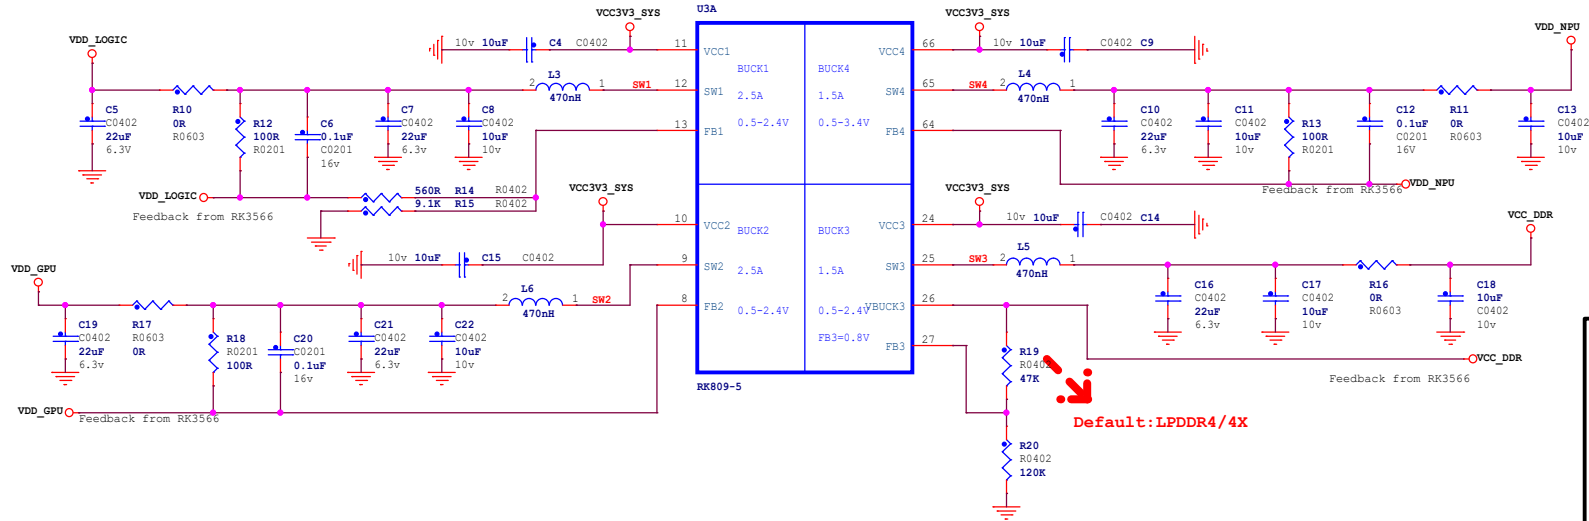 U3A
RK809-5
VDD_LOGIC
C5
C0402
22uF
6.3V
R10
0R
R0603
R12
100R
R0201
C6
0.1uF
C0201
16v
C7
C0402
22uF
6.3v
C8
C0402
10uF
10v
2 L3 1
470nH
SW1
10v 10uF C4 C0402
VCC3V3_SYS
VDD_LOGIC
Feedback from RK3566
560R R14 R0402
9.1K R15 R0402
11 VCC1
12 SW1
13 FB1
BUCK1
2.5A
0.5-2.4V
BUCK4
1.5A
0.5-3.4V
66 VCC4
65 SW4
64 FB4
VCC3V3_SYS
10v 10uF C0402 C9
SW4
2 L4 1
470nH
C10
C0402
22uF
6.3v
C11
C0402
10uF
10v
R13
100R
R0201
C12
0.1uF
C0201
16V
R11
0R
R0603
VDD_NPU
C13
C0402
10uF
10v
Feedback from RK3566
VDD_NPU
VCC3V3_SYS
10v 10uF C15 C0402
VDD_GPU
C19
C0402
22uF
6.3v
R17
R0603
0R
R18
R0201
100R
C20
C0201
0.1uF
16v
C21
C0402
22uF
6.3v
C22
C0402
10uF
10v
2 L6 1
470nH
SW2
VDD_GPU
Feedback from RK3566
10 VCC2
9 SW2
8 FB2
BUCK2
2.5A
0.5-2.4V
BUCK3
1.5A
0.5-2.4V
FB3=0.8V
24 VCC3
25 SW3
26 VBUCK3
27 FB3
VCC3V3_SYS
10v 10uF C0402 C14
SW3
2 L5 1
470nH
C16
C0402
22uF
6.3v
C17
C0402
10uF
10v
R16
0R
R0603
VCC_DDR
C18
10uF
C0402
10v
VCC_DDR
Feedback from RK3566
R19
R0402
47K
Default:LPDDR4/4X
R20
R0402
120K